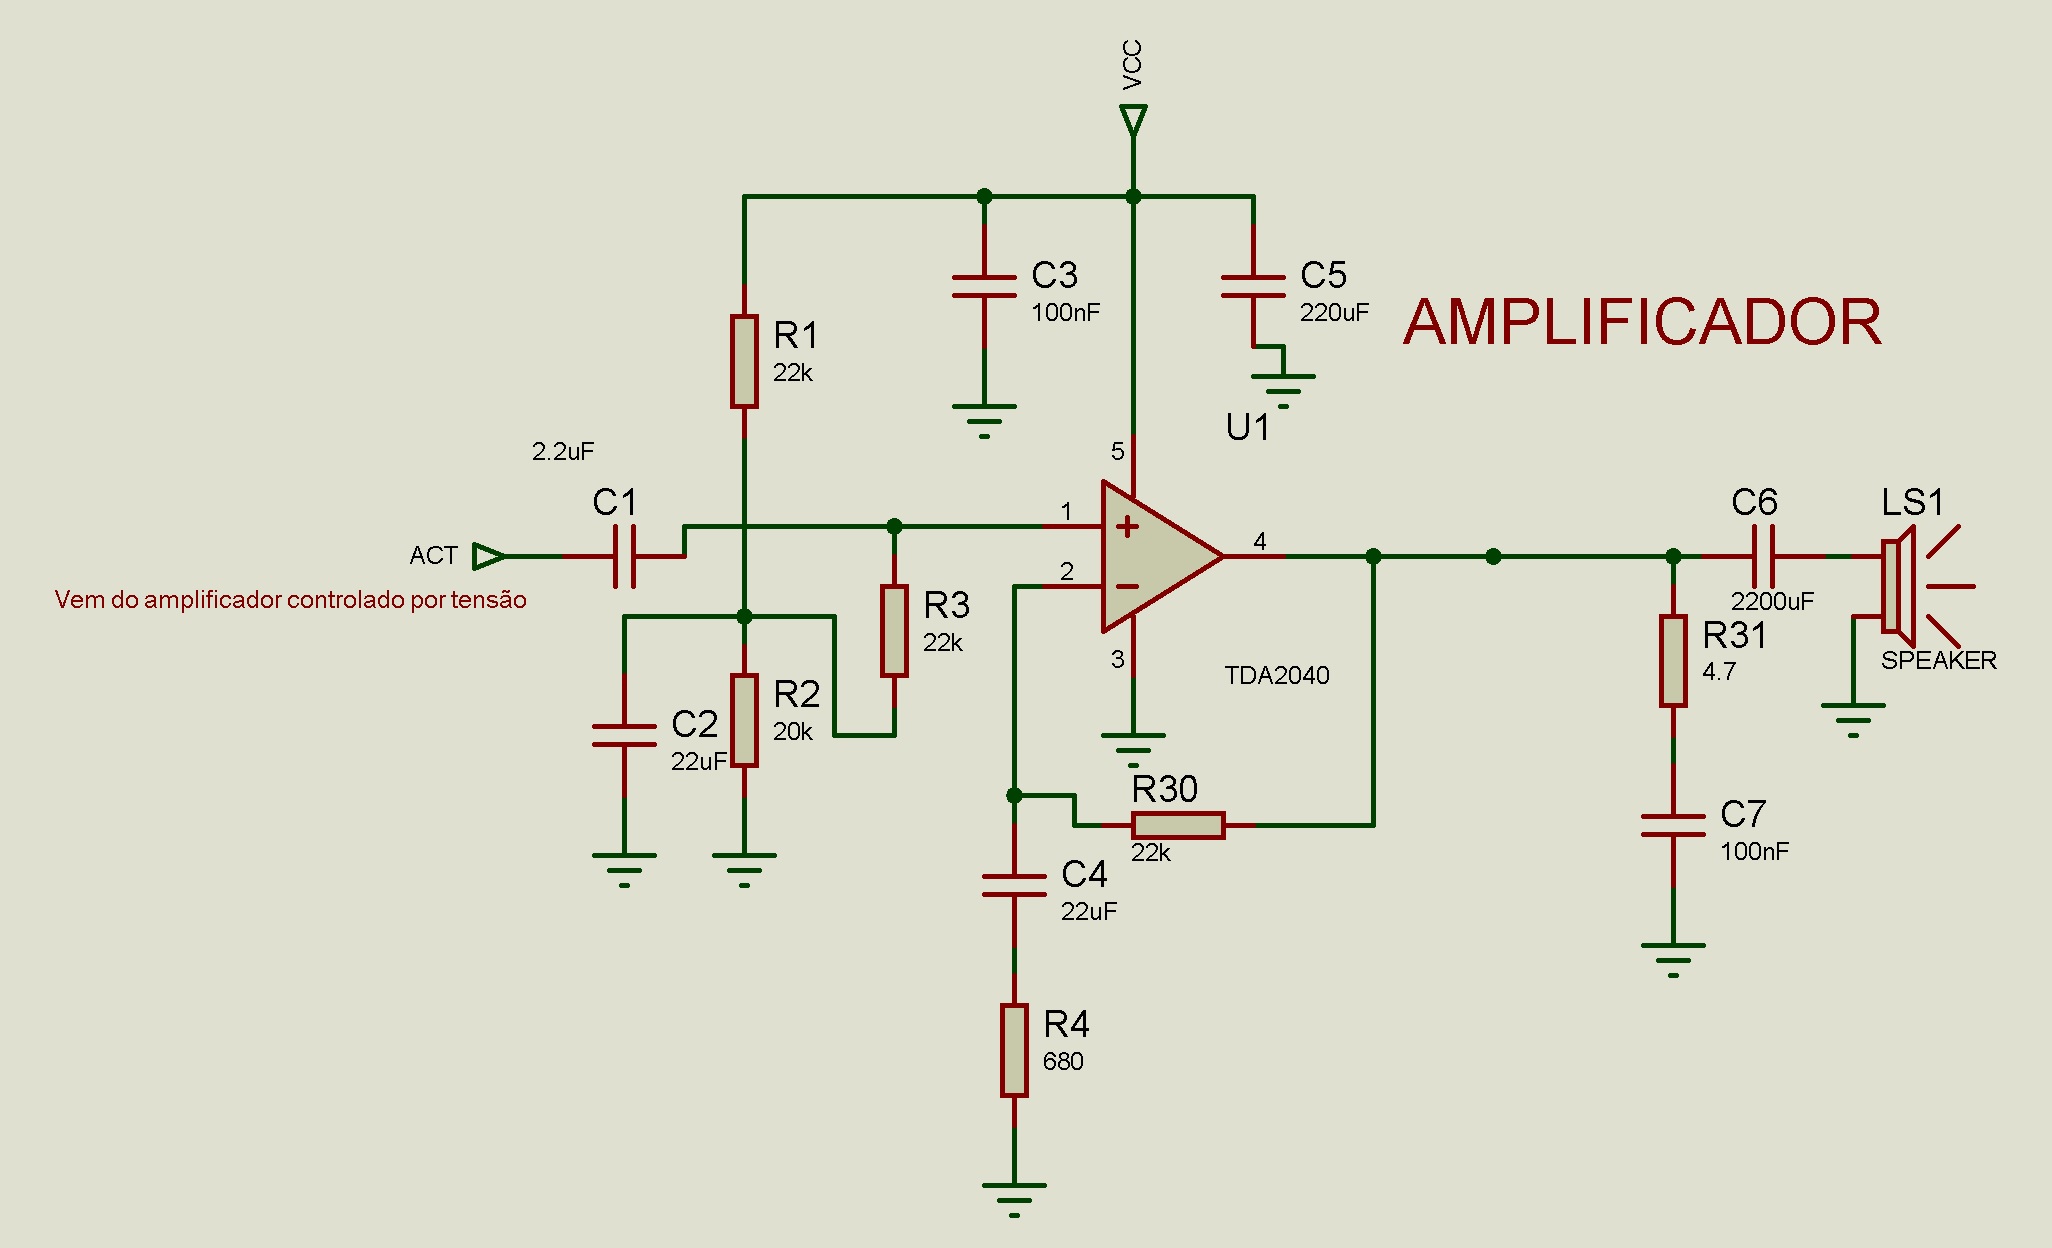 VCC
C3
100nF
C5
220uF
AMPLIFICADOR
R1
22k
U1
2.2uF
5
C1
1
+
ACT
4
C6
2200uF
LS1
SPEAKER
2
−
Vem do amplificador controlado por tensão
R3
22k
R31
4.7
3
TDA2040
R2
20k
C2
22uF
R30
22k
C7
100nF
C4
22uF
R4
680